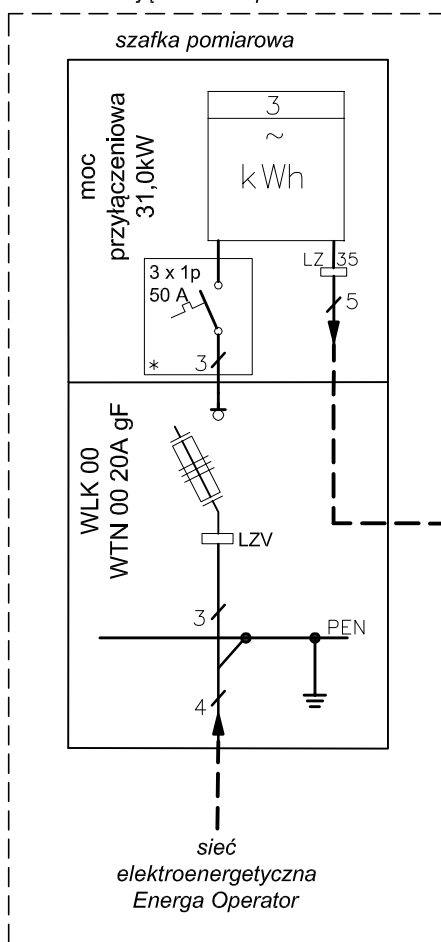 szafka pomiarowa
moc
przyłączeniowa
31,0kW
3
~
kWh
LZ 35
5
3 x 1p
50 A
*
3
WLK 00
WTN 00 20A gF
LZV
3
PEN
4
sieć
elektroenergetyczna
Energa Operator